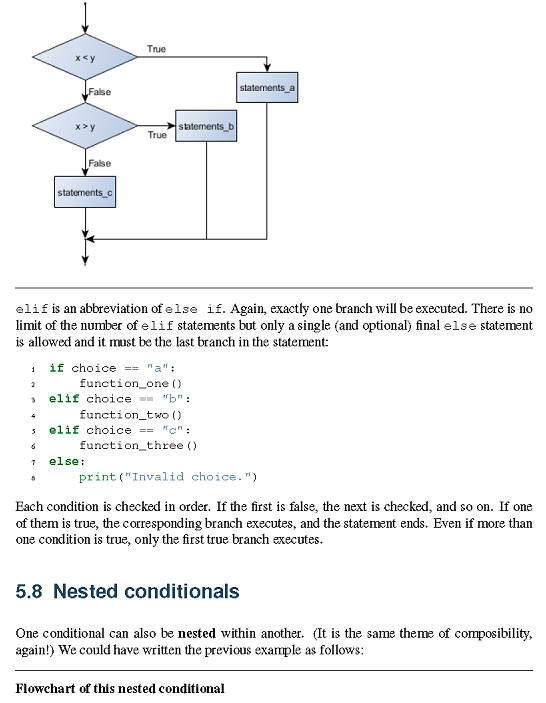 x < y
True
statements_a
False
x > y
True
statements_b
False
statements_c
elif is an abbreviation of else if. Again, exactly one branch will be executed. There is no
limit of the number of elif statements but only a single (and optional) final else statement
is allowed and it must be the last branch in the statement:
1 if choice == "a":
2     function_one()
3 elif choice == "b":
4     function_two()
5 elif choice == "c":
6     function_three()
7 else:
8     print("Invalid choice.")
Each condition is checked in order. If the first is false, the next is checked, and so on. If one
of them is true, the corresponding branch executes, and the statement ends. Even if more than
one condition is true, only the first true branch executes.
5.8 Nested conditionals
One conditional can also be nested within another. (It is the same theme of composibility,
again!) We could have written the previous example as follows:
Flowchart of this nested conditional